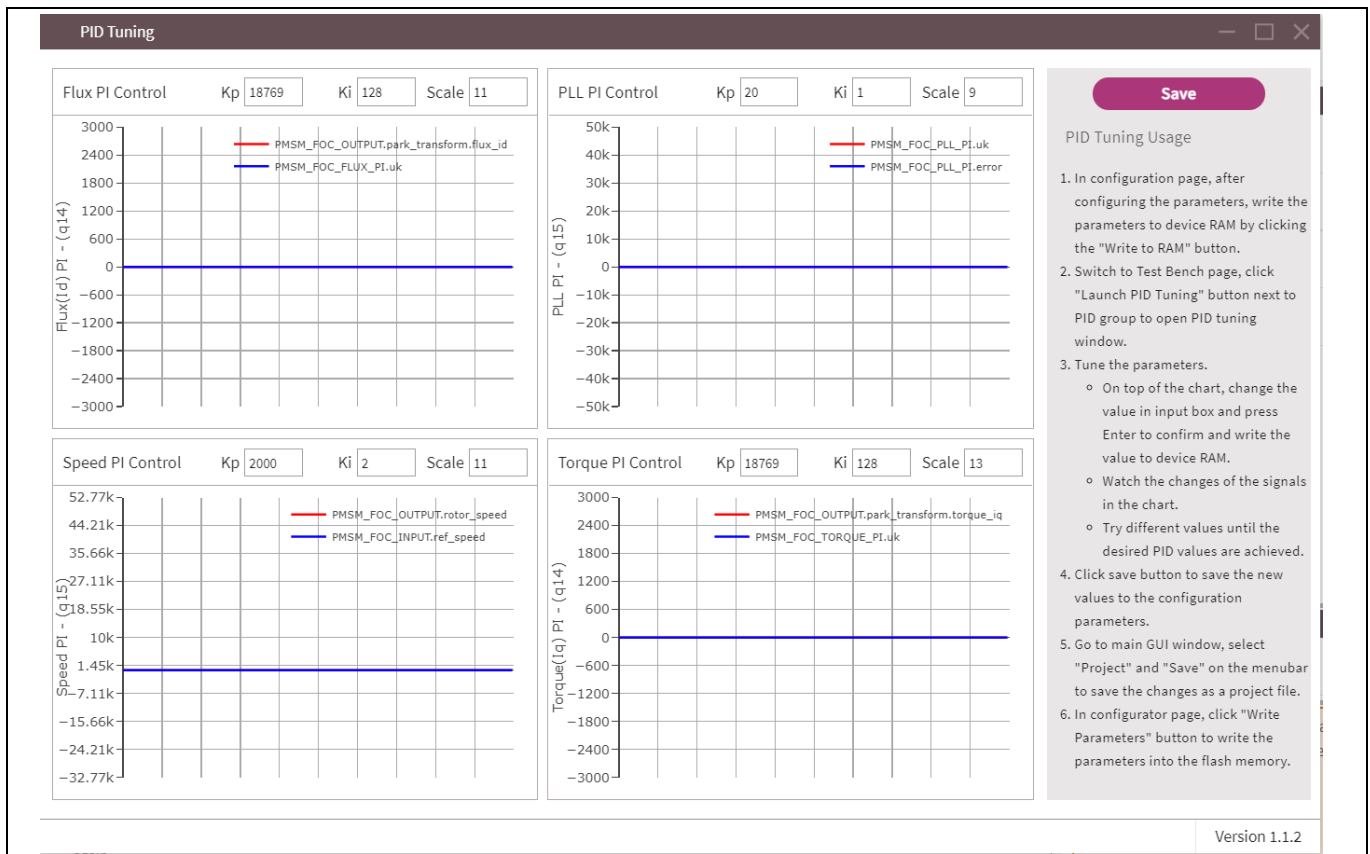 PID Tuning
Flux PI Control Kp 18769 Ki 128 Scale 11
3000
2400
1800
1200
600
0
−600
−1200
−1800
−2400
−3000
Flux(Id) PI - (q14)
PMSM_FOC_OUTPUT.park_transform.flux_id
PMSM_FOC_FLUX_PI.uk
PLL PI Control Kp 20 Ki 1 Scale 9
50k
40k
30k
20k
10k
0
−10k
−20k
−30k
−40k
−50k
PLL PI - (q15)
PMSM_FOC_PLL_PI.uk
PMSM_FOC_PLL_PI.error
Speed PI Control Kp 2000 Ki 2 Scale 11
52.77k
44.21k
35.66k
27.11k
18.55k
10k
1.45k
−7.11k
−15.66k
−24.21k
−32.77k
Speed PI - (q15)
PMSM_FOC_OUTPUT.rotor_speed
PMSM_FOC_INPUT.ref_speed
Torque PI Control Kp 18769 Ki 128 Scale 13
3000
2400
1800
1200
600
0
−600
−1200
−1800
−2400
−3000
Torque(Iq) PI - (q14)
PMSM_FOC_OUTPUT.park_transform.torque_iq
PMSM_FOC_TORQUE_PI.uk
Save
PID Tuning Usage
1. In configuration page, after
configuring the parameters, write the
parameters to device RAM by clicking
the "Write to RAM" button.
2. Switch to Test Bench page, click
"Launch PID Tuning" button next to
PID group to open PID tuning
window.
3. Tune the parameters.
On top of the chart, change the
value in input box and press
Enter to confirm and write the
value to device RAM.
Watch the changes of the signals
in the chart.
Try different values until the
desired PID values are achieved.
4. Click save button to save the new
values to the configuration
parameters.
5. Go to main GUI window, select
"Project" and "Save" on the menubar
to save the changes as a project file.
6. In configurator page, click "Write
Parameters" button to write the
parameters into the flash memory.
Version 1.1.2